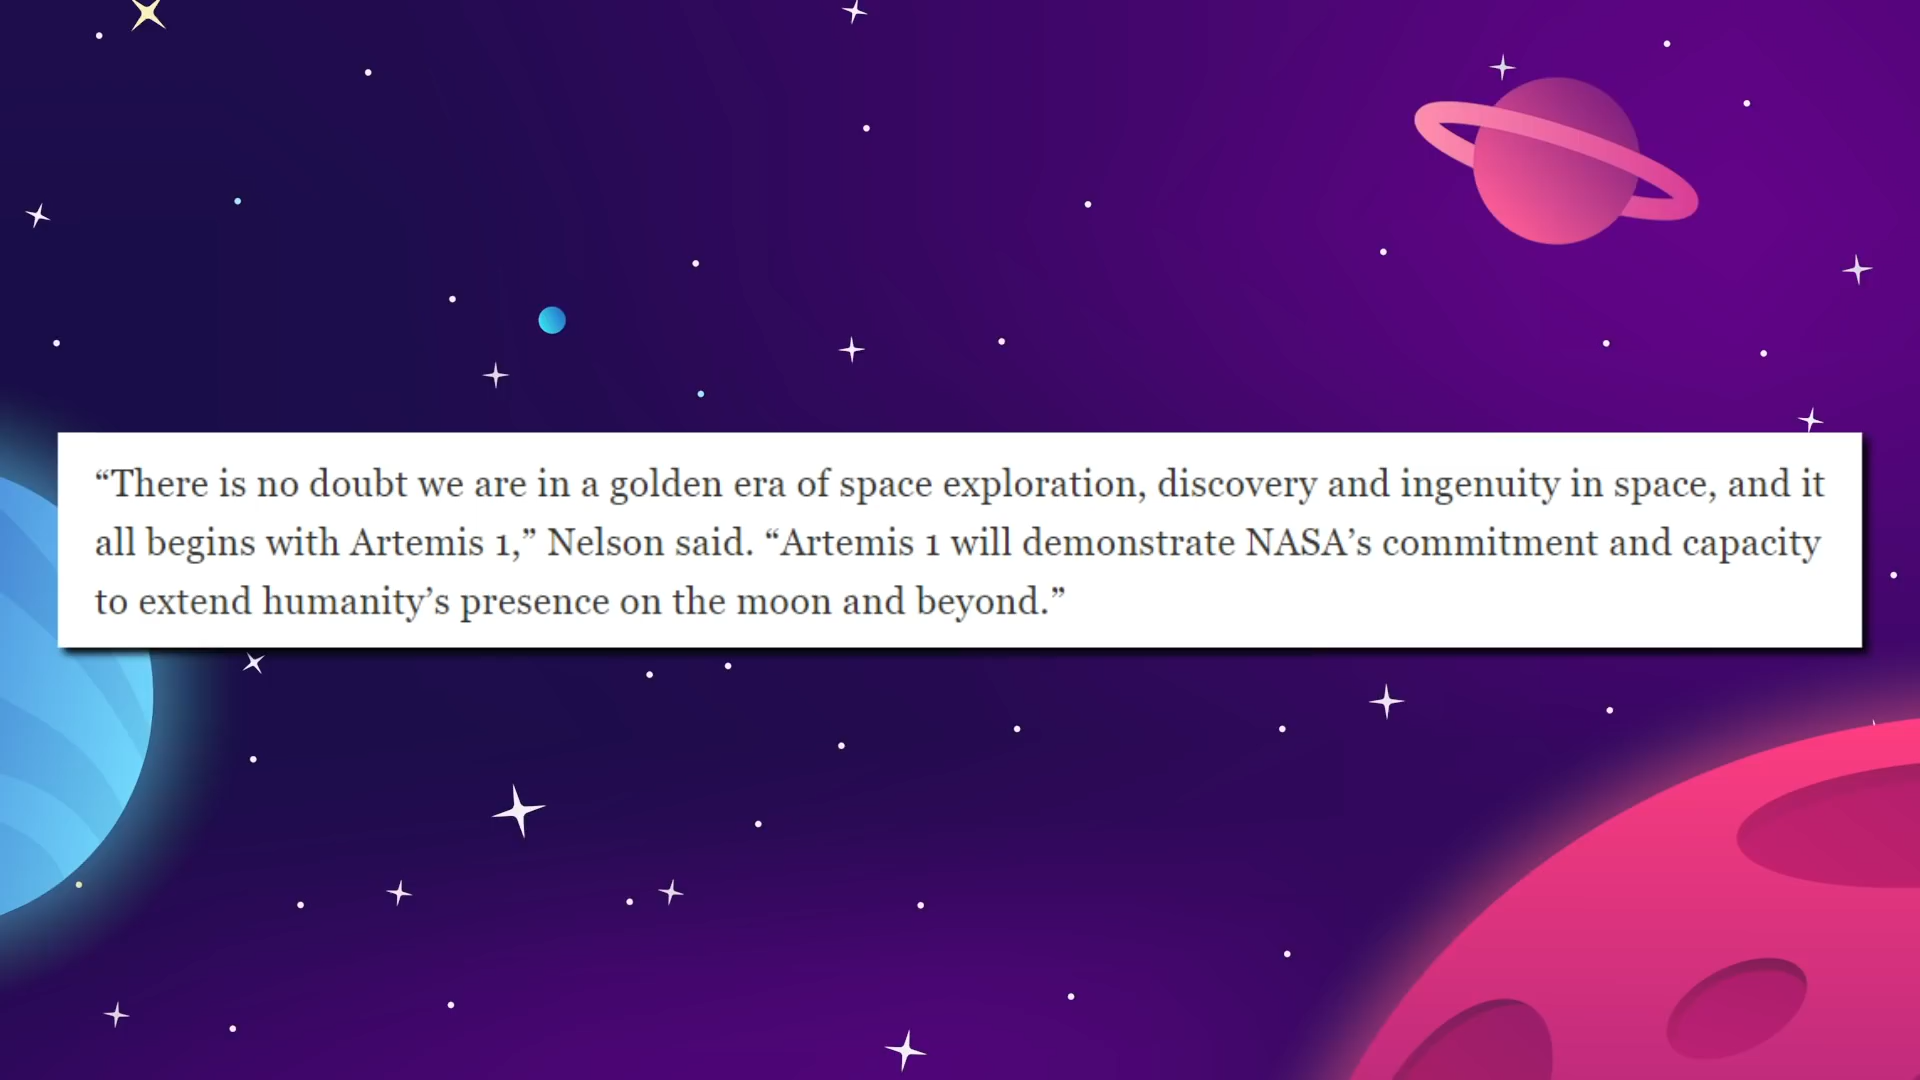 “There is no doubt we are in a golden era of space exploration, discovery and ingenuity in space, and it
all begins with Artemis 1,” Nelson said. “Artemis 1 will demonstrate NASA’s commitment and capacity
to extend humanity’s presence on the moon and beyond.”